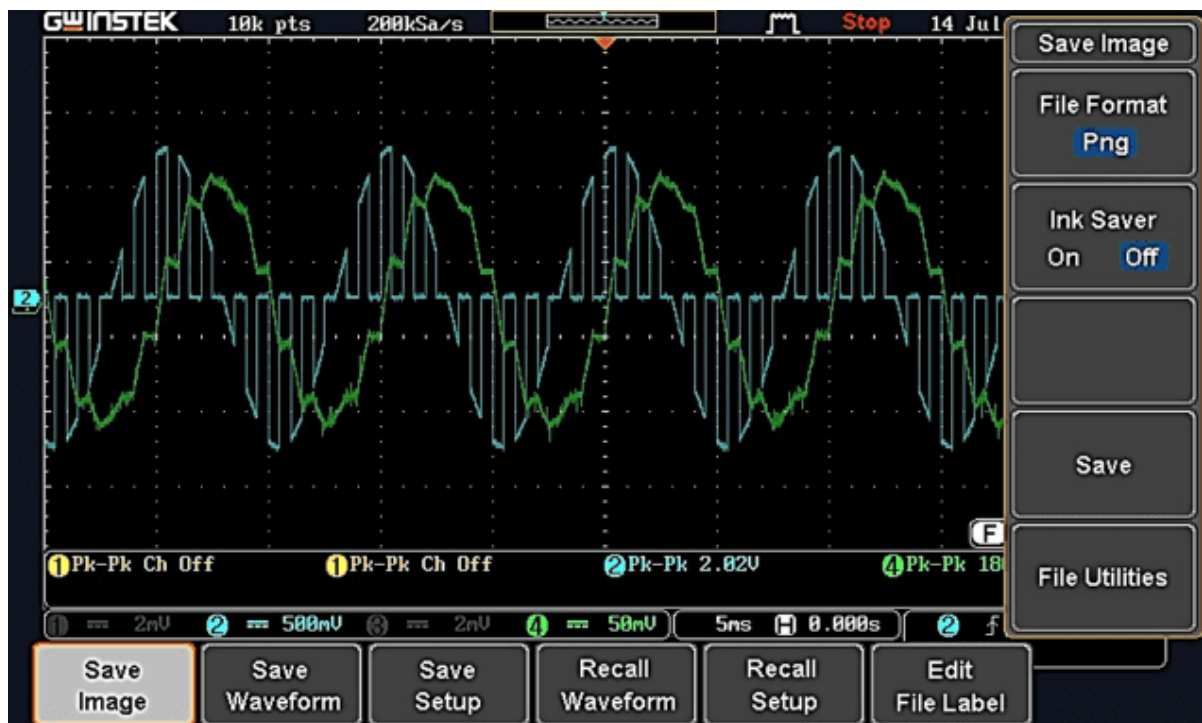 GWINSTEK 10k pts 200kSa/s Stop 14 Jul
Save Image
File Format
Png
Ink Saver
On Off
2
Save
F
File Utilities
1 Pk-Pk Ch Off 1 Pk-Pk Ch Off 2 Pk-Pk 2.02V 4 Pk-Pk 18
1 2mV 2 500mV 3 2mV 4 50mV 5ms H 0.000s 2
Save Image
Save Waveform
Save Setup
Recall Waveform
Recall Setup
Edit File Label